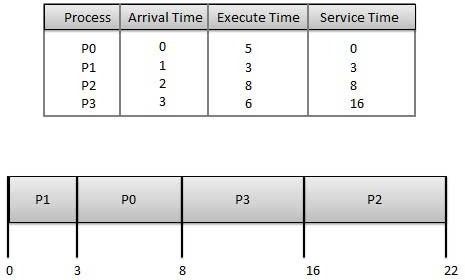 Process Arrival Time Execute Time Service Time
P0 0 5 0
P1 1 3 3
P2 2 8 8
P3 3 6 16
P1 P0 P3 P2
0 3 8 16 22